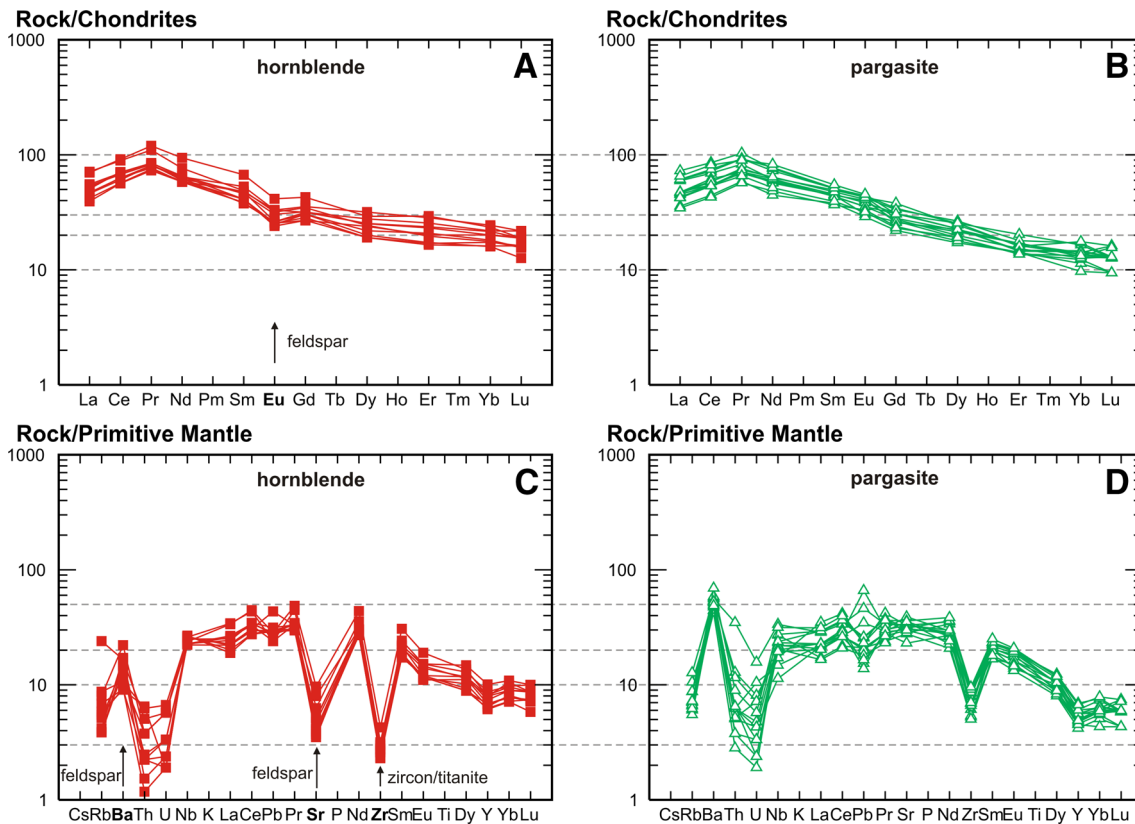 Rock/Chondrites
1000
hornblende
A
100
10
feldspar
1
La Ce Pr Nd Pm Sm Eu Gd Tb Dy Ho Er Tm Yb Lu
Rock/Chondrites
1000
pargasite
B
100
10
1
La Ce Pr Nd Pm Sm Eu Gd Tb Dy Ho Er Tm Yb Lu
Rock/Primitive Mantle
1000
hornblende
C
100
10
feldspar
feldspar
zircon/titanite
1
CsRbBaTh U Nb K LaCePb Pr Sr P Nd ZrSmEu Ti Dy Y YbLu
Rock/Primitive Mantle
1000
pargasite
D
100
10
1
CsRbBaTh U Nb K LaCePb Pr Sr P Nd ZrSmEu Ti Dy Y YbLu